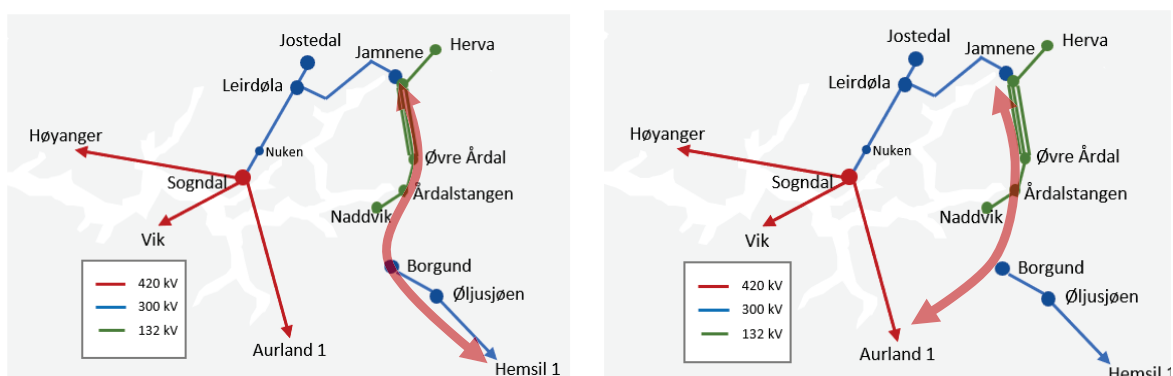 Jostedal
Jamnene
Herva
Leirdøla
Høyanger
Nuken
Øvre Årdal
Sogndal
Årdalstangen
Naddvik
Vik
Borgund
420 kV
300 kV
132 kV
Øljusjøen
Aurland 1
Hemsil 1
Jostedal
Jamnene
Herva
Leirdøla
Høyanger
Nuken
Øvre Årdal
Sogndal
Årdalstangen
Naddvik
Vik
Borgund
420 kV
300 kV
132 kV
Øljusjøen
Aurland 1
Hemsil 1